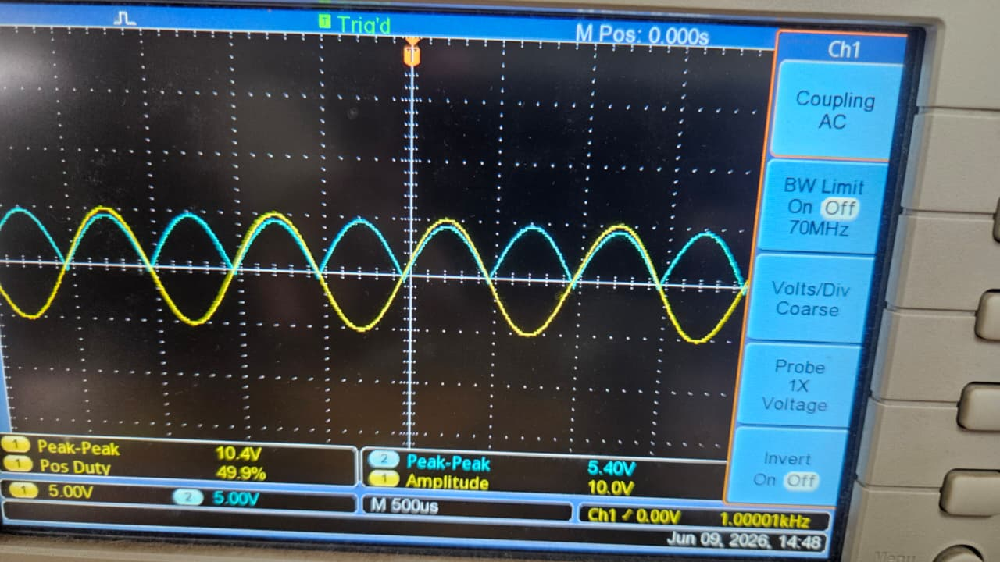 T Trig'd
M Pos: 0.000s
T
Ch1
Coupling
AC
BW Limit
On Off
70MHz
Volts/Div
Coarse
Probe
1X
Voltage
Invert
On Off
1 Peak-Peak 10.4V
1 Pos Duty 49.9%
2 Peak-Peak 5.40V
1 Amplitude 10.0V
1 5.00V 2 5.00V
M 500us
Ch1 0.00V 1.00001kHz
Jun 09, 2026, 14:48
Menu